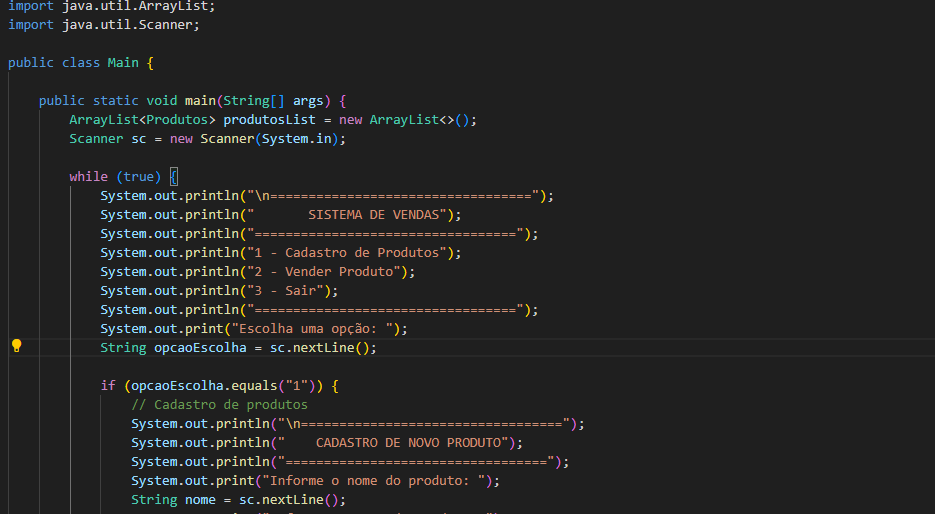 import java.util.ArrayList;
import java.util.Scanner;
public class Main {
public static void main(String[] args) {
ArrayList<Produtos> produtosList = new ArrayList<>();
Scanner sc = new Scanner(System.in);
while (true) {
System.out.println("\n==================================");
System.out.println("       SISTEMA DE VENDAS");
System.out.println("==================================");
System.out.println("1 - Cadastro de Produtos");
System.out.println("2 - Vender Produto");
System.out.println("3 - Sair");
System.out.println("==================================");
System.out.print("Escolha uma opção: ");
String opcaoEscolha = sc.nextLine();
if (opcaoEscolha.equals("1")) {
// Cadastro de produtos
System.out.println("\n==================================");
System.out.println("    CADASTRO DE NOVO PRODUTO");
System.out.println("==================================");
System.out.print("Informe o nome do produto: ");
String nome = sc.nextLine();